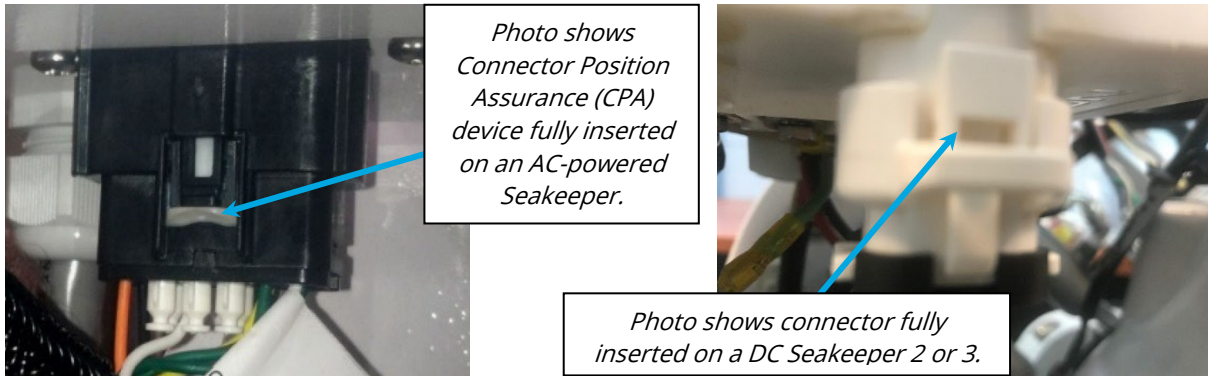 Photo shows
Connector Position
Assurance (CPA)
device fully inserted
on an AC-powered
Seakeeper.
Photo shows connector fully
inserted on a DC Seakeeper 2 or 3.